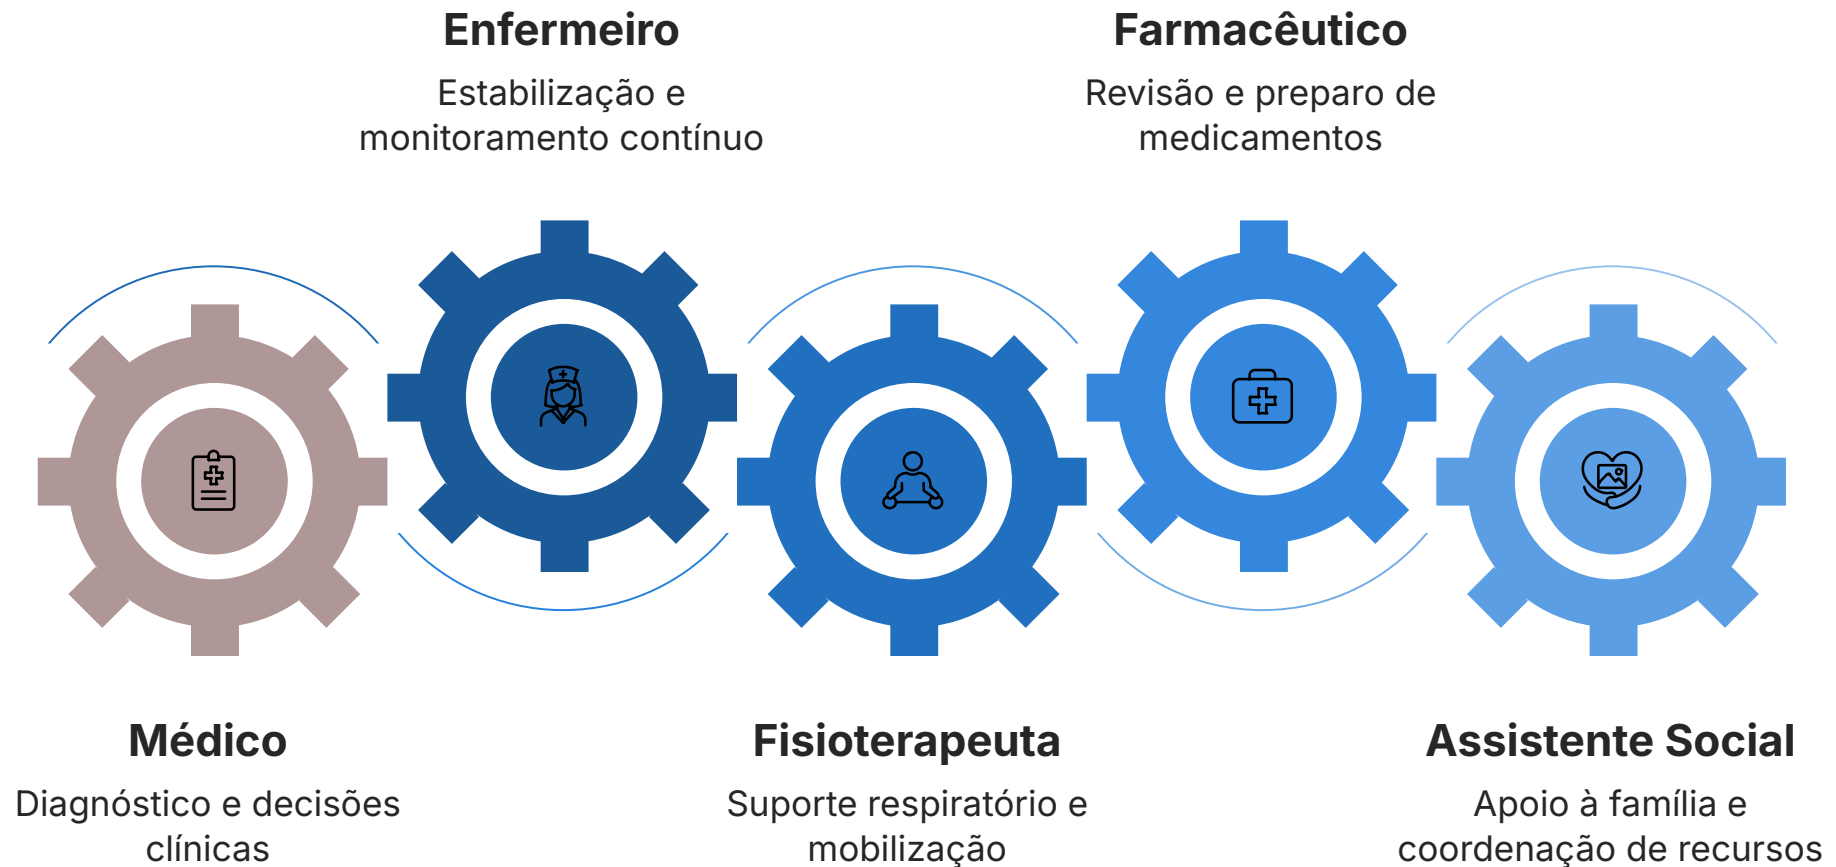 Enfermeiro
Estabilização e
monitoramento contínuo
Farmacêutico
Revisão e preparo de
medicamentos
Médico
Diagnóstico e decisões
clínicas
Fisioterapeuta
Suporte respiratório e
mobilização
Assistente Social
Apoio à família e
coordenação de recursos